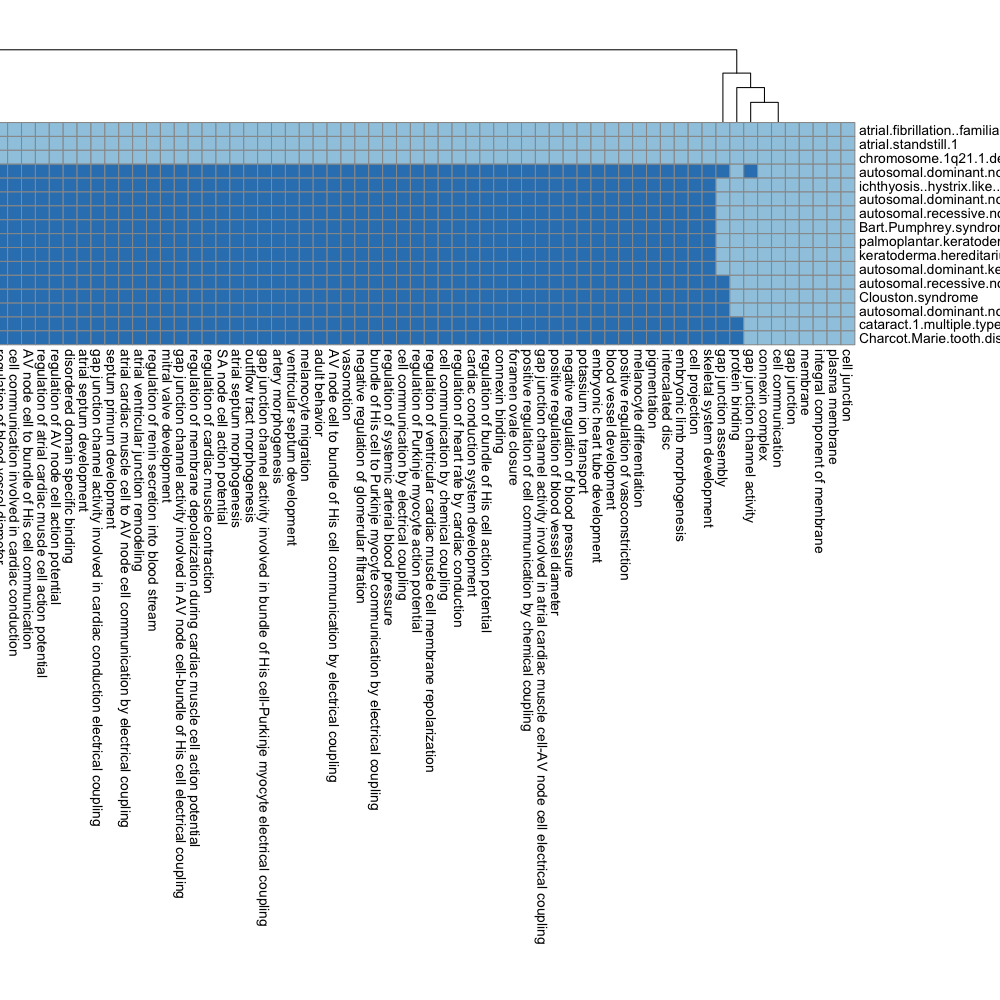 atrial.fibrillation..familia
atrial.standstill.1
chromosome.1q21.1.de
autosomal.dominant.no
ichthyosis..hystrix.like..
autosomal.dominant.no
autosomal.recessive.no
Bart.Pumphrey.syndro
palmoplantar.keratoder
keratoderma.hereditari
autosomal.dominant.ke
autosomal.recessive.no
Clouston.syndrome
autosomal.dominant.no
cataract.1.multiple.type
Charcot.Marie.tooth.dis
regulation of blood vessel diameter
cell communication involved in cardiac conduction
AV node cell to bundle of His cell communication
regulation of atrial cardiac muscle cell action potential
regulation of AV node cell action potential
disordered domain specific binding
atrial septum development
gap junction channel activity involved in cardiac conduction electrical coupling
septum primum development
atrial cardiac muscle cell to AV node cell communication by electrical coupling
atrial ventricular junction remodeling
regulation of renin secretion into blood stream
mitral valve development
gap junction channel activity involved in AV node cell-bundle of His cell electrical coupling
regulation of membrane depolarization during cardiac muscle cell action potential
regulation of cardiac muscle contraction
SA node cell action potential
atrial septum morphogenesis
outflow tract morphogenesis
gap junction channel activity involved in bundle of His cell-Purkinje myocyte electrical coupling
artery morphogenesis
ventricular septum development
melanocyte migration
adult behavior
AV node cell to bundle of His cell communication by electrical coupling
vasomotion
negative regulation of glomerular filtration
bundle of His cell to Purkinje myocyte communication by electrical coupling
regulation of systemic arterial blood pressure
cell communication by electrical coupling
regulation of Purkinje myocyte action potential
regulation of ventricular cardiac muscle cell membrane repolarization
cell communication by chemical coupling
regulation of heart rate by cardiac conduction
cardiac conduction system development
regulation of bundle of His cell action potential
connexin binding
foramen ovale closure
positive regulation of cell communication by chemical coupling
gap junction channel activity involved in atrial cardiac muscle cell-AV node cell electrical coupling
positive regulation of blood vessel diameter
negative regulation of blood pressure
potassium ion transport
embryonic heart tube development
blood vessel development
positive regulation of vasoconstriction
melanocyte differentiation
pigmentation
intercalated disc
embryonic limb morphogenesis
cell projection
skeletal system development
gap junction assembly
protein binding
gap junction channel activity
connexin complex
cell communication
gap junction
membrane
integral component of membrane
plasma membrane
cell junction